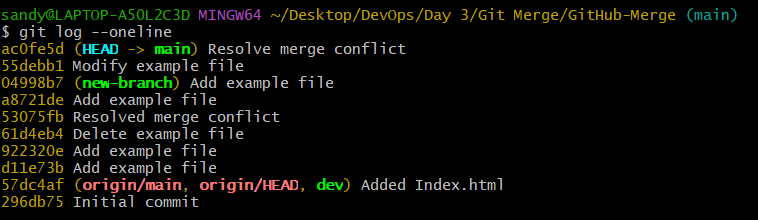 sandy@LAPTOP-A5OL2C3D MINGW64 ~/Desktop/DevOps/Day 3/Git Merge/GitHub-Merge (main)
$ git log --oneline
ac0fe5d (HEAD -> main) Resolve merge conflict
55debb1 Modify example file
04998b7 (new-branch) Add example file
a8721de Add example file
53075fb Resolved merge conflict
61d4eb4 Delete example file
922320e Add example file
d11e73b Add example file
57dc4af (origin/main, origin/HEAD, dev) Added Index.html
296db75 Initial commit